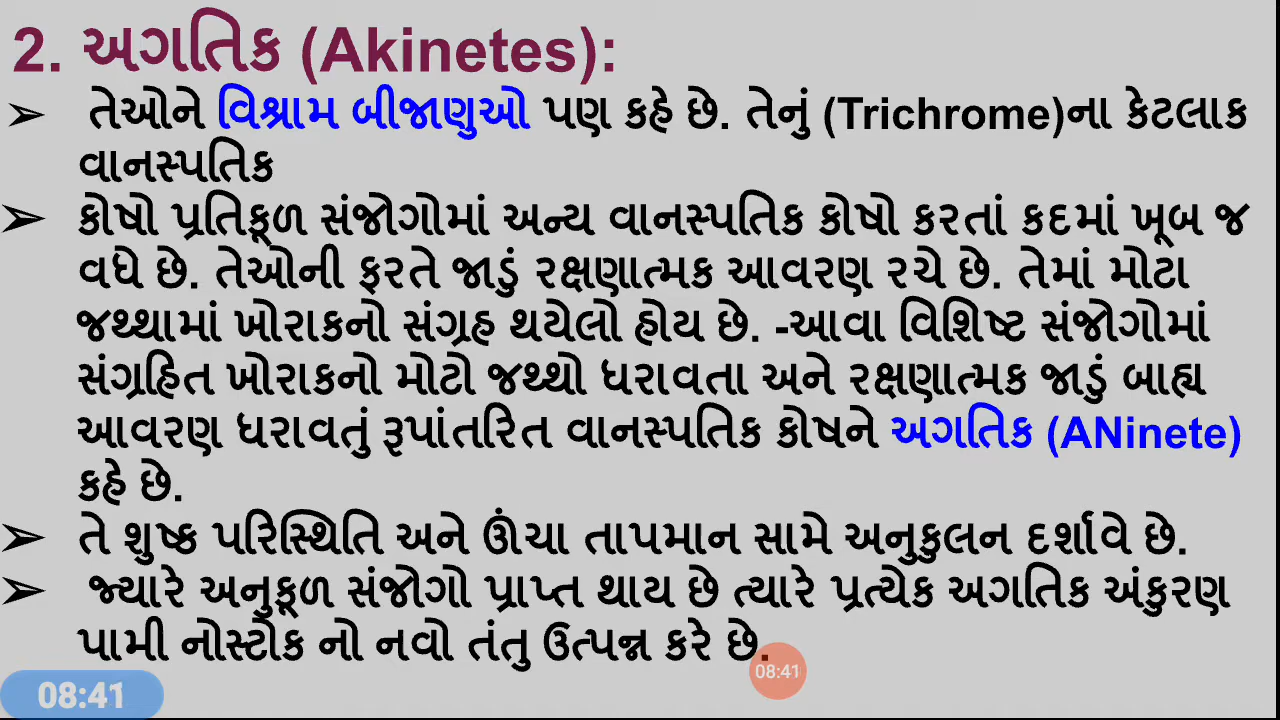 2. અગતિક (Akinetes):
➢ તેઓને વિશ્રામ બીજાણુઓ પણ કહે છે. તેનું (Trichrome)ના કેટલાક
વાનસ્પતિક
➢ કોષો પ્રતિકૂળ સંજોગોમાં અન્ય વાનસ્પતિક કોષો કરતાં કદમાં ખૂબ જ
વધે છે. તેઓની ફરતે જાડું રક્ષણાત્મક આવરણ રચે છે. તેમાં મોટા
જથ્થામાં ખોરાકનો સંગ્રહ થયેલો હોય છે. -આવા વિશિષ્ટ સંજોગોમાં
સંગ્રહિત ખોરાકનો મોટો જથ્થો ધરાવતા અને રક્ષણાત્મક જાડું બાહ્ય
આવરણ ધરાવતું રૂપાંતરિત વાનસ્પતિક કોષને અગતિક (ANinete)
કહે છે.
➢ તે શુષ્ક પરિસ્થિતિ અને ઊંચા તાપમાન સામે અનુકુલન દર્શાવે છે.
➢ જ્યારે અનુકૂળ સંજોગો પ્રાપ્ત થાય છે ત્યારે પ્રત્યેક અગતિક અંકુરણ
પામી નોસ્ટોક નો નવો તંતુ ઉત્પન્ન કરે છે.
08:41
08:41